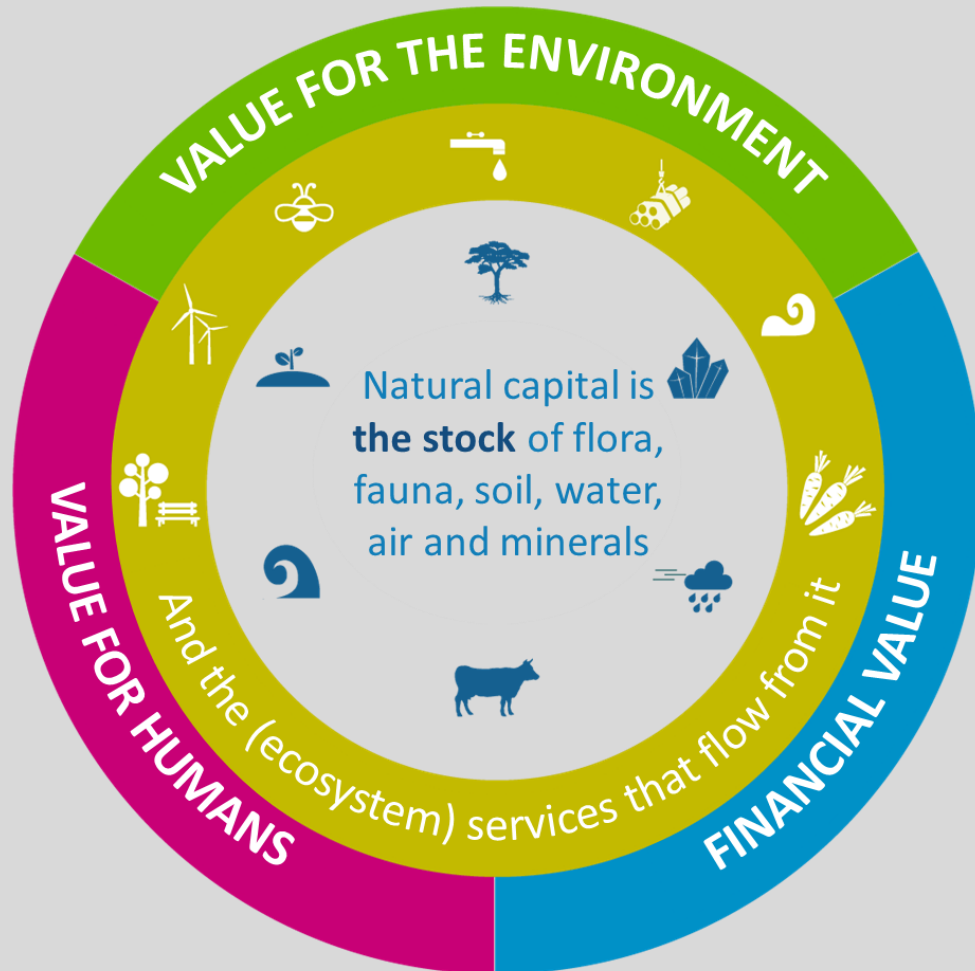 VALUE FOR THE ENVIRONMENT
Natural capital is
the stock of flora,
fauna, soil, water,
air and minerals
And the (ecosystem) services that flow from it
VALUE FOR HUMANS
FINANCIAL VALUE